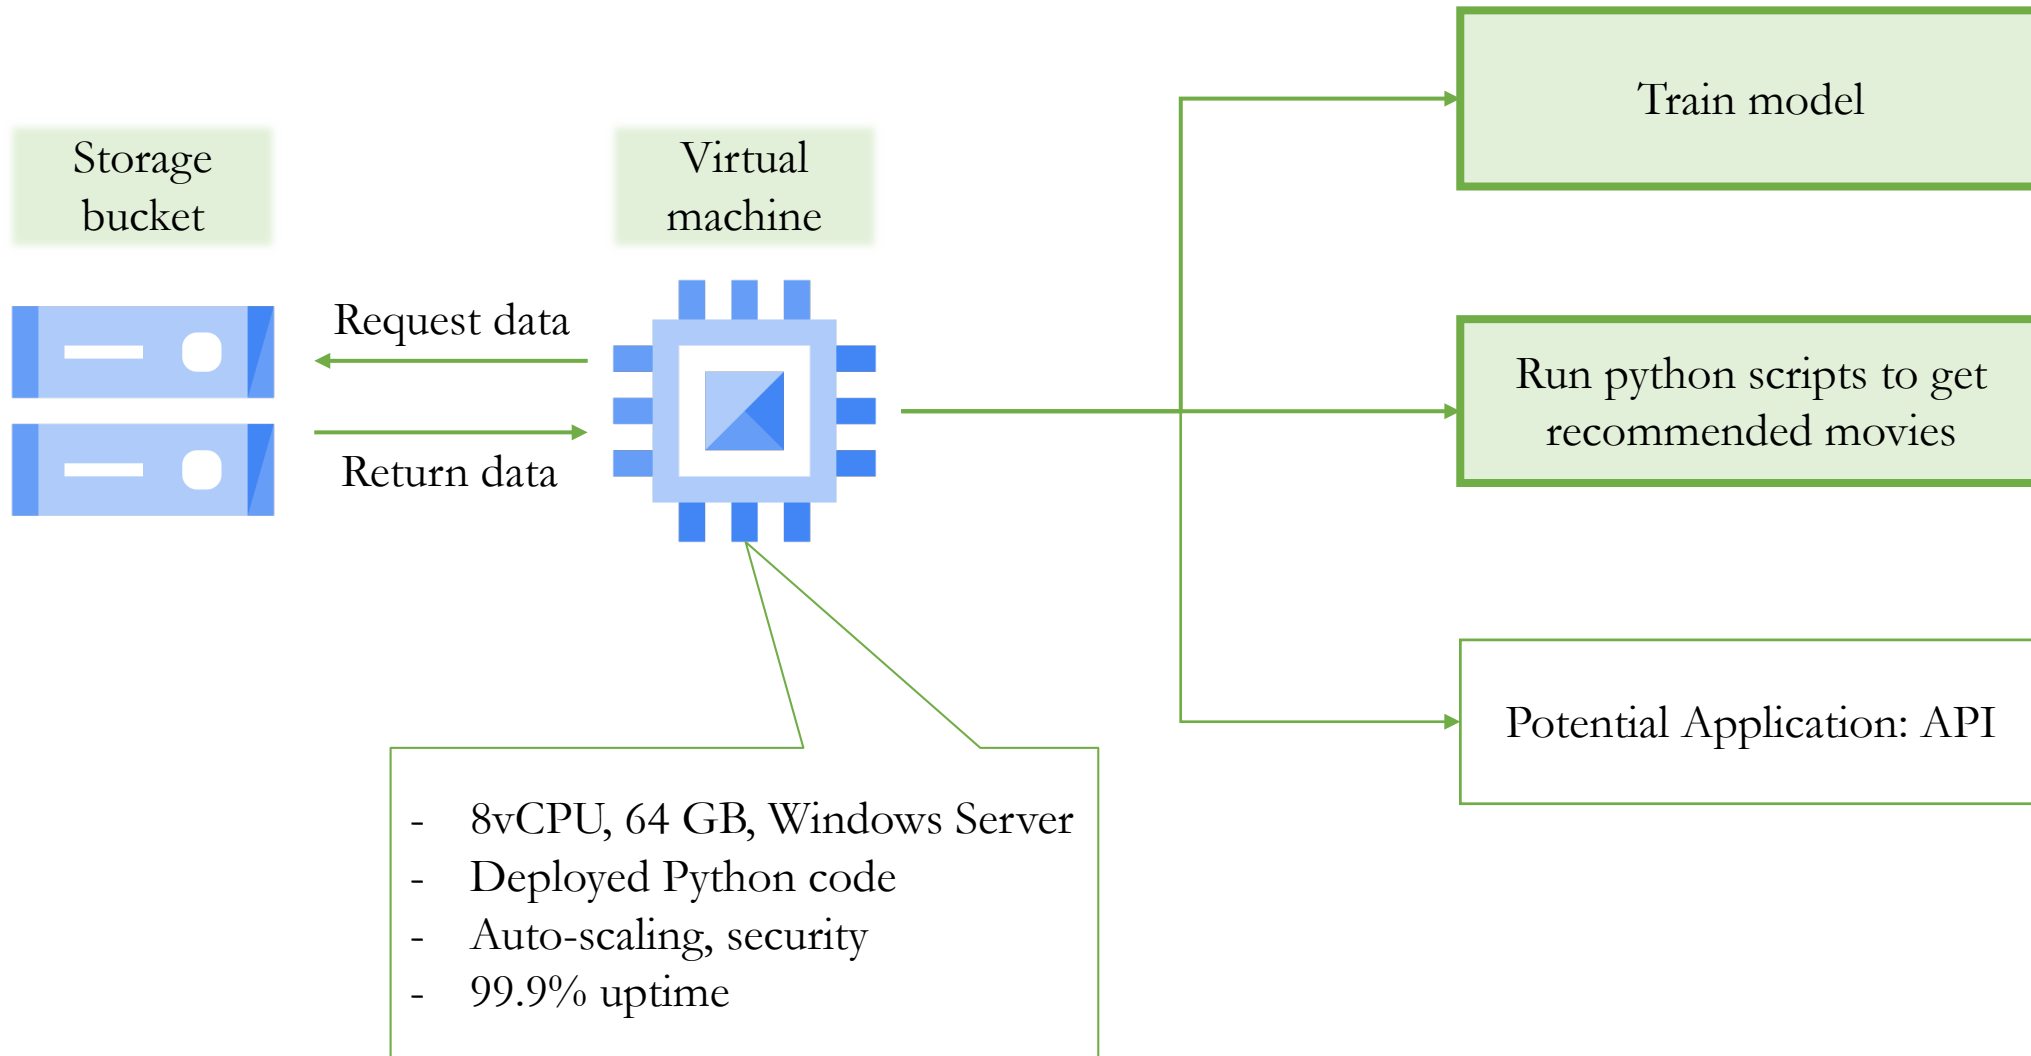 Storage
bucket
Virtual
machine
Request data
Return data
Train model
Run python scripts to get
recommended movies
Potential Application: API
- 8vCPU, 64 GB, Windows Server
- Deployed Python code
- Auto-scaling, security
- 99.9% uptime